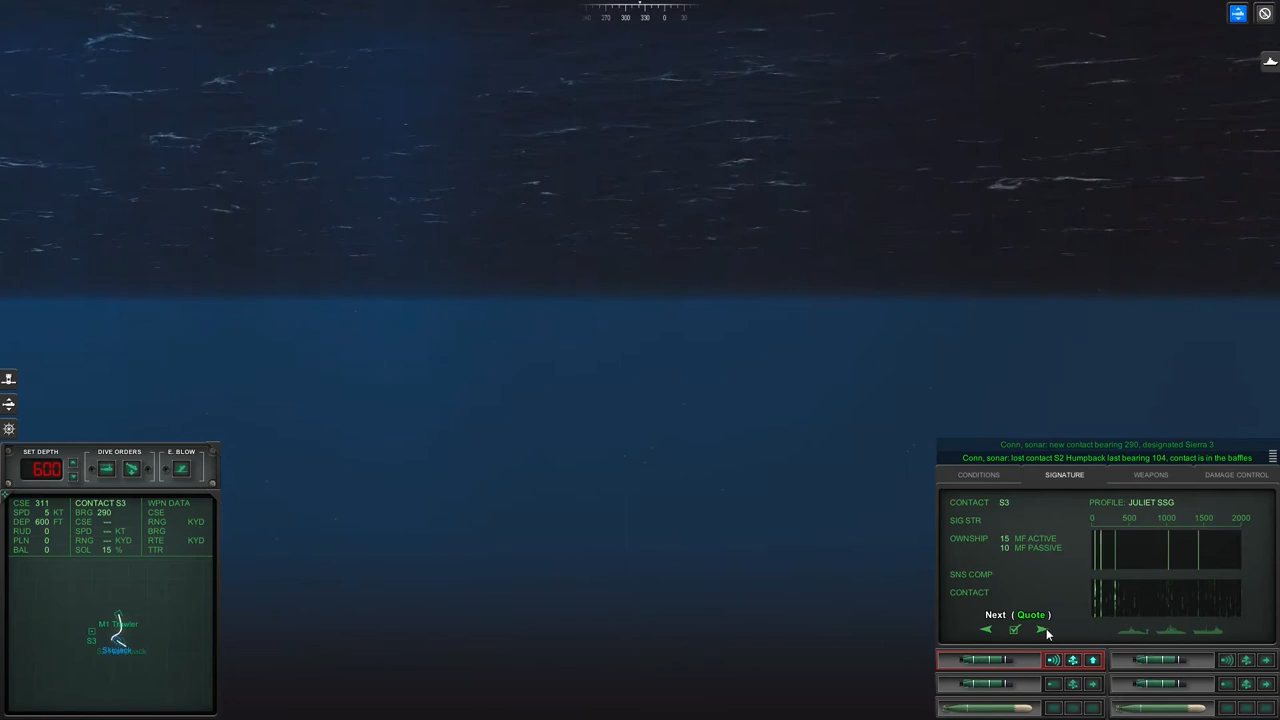 240 270 300 330 0 30
Conn, sonar: new contact bearing 290, designated Sierra 3
Conn, sonar: lost contact S2 Humpback last bearing 104, contact is in the baffles
SET DEPTH DIVE ORDERS E. BLOW
600
CONDITIONS SIGNATURE WEAPONS DAMAGE CONTROL
CSE 311 CONTACT S3 WPN DATA
SPD 5 KT BRG 290 CSE
DEP 600 FT CSE --- RNG KYD
RUD 0 SPD --- KT BRG
PLN 0 RNG --- KYD RTE KYD
BAL 0 SOL 15 % TTR
CONTACT S3 PROFILE: JULIET SSG
SIG STR 0 500 1000 1500 2000
OWNSHIP 15 MF ACTIVE
10 MF PASSIVE
SNS COMP
CONTACT
Next ( Quote )
M1 Trawler
S3
Skipjack